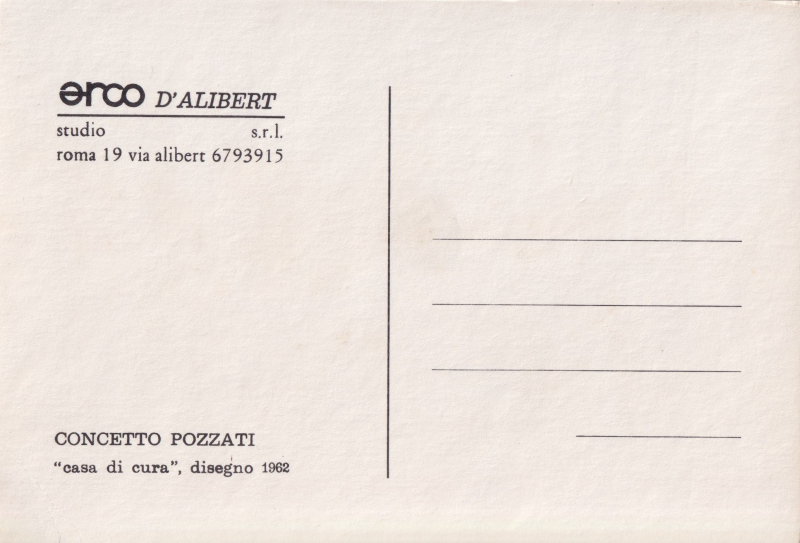 arco D'ALIBERT
studio s.r.l.
roma 19 via alibert 6793915
CONCETTO POZZATI
"casa di cura", disegno 1962